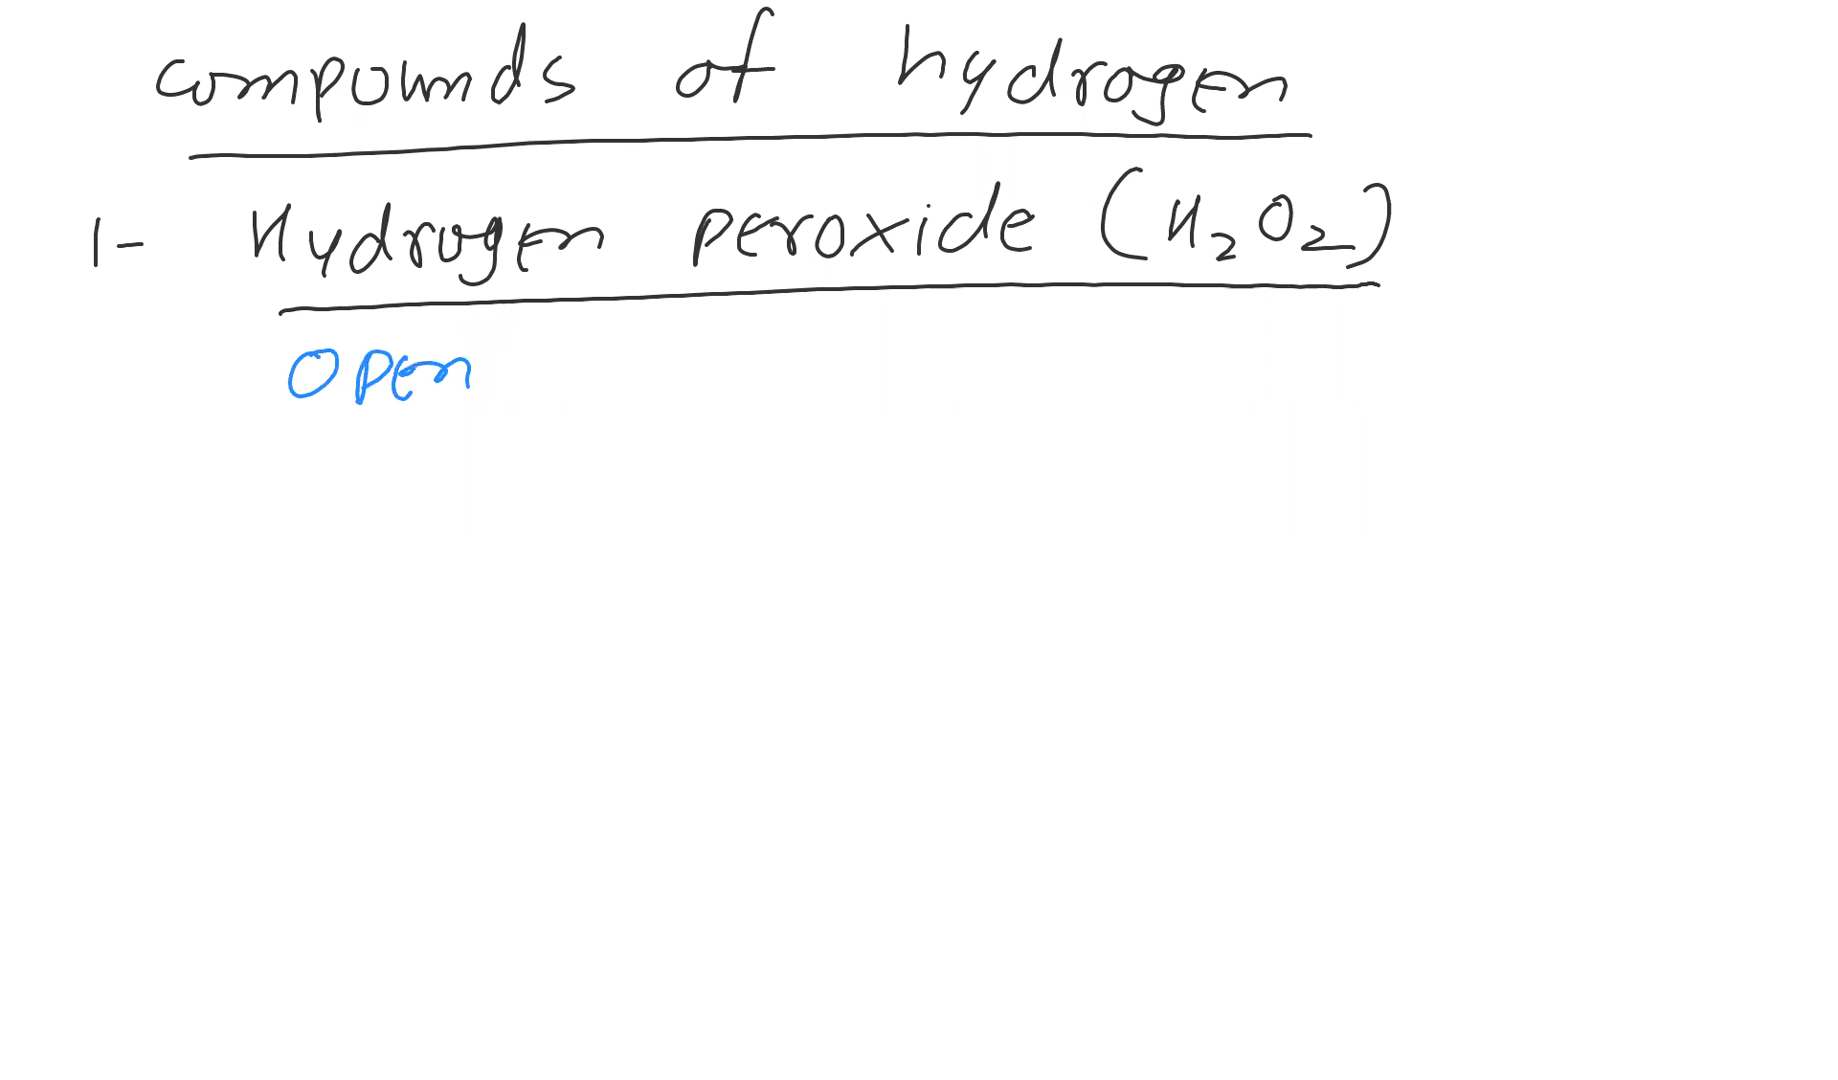 compounds of hydrogen
1- Hydrogen peroxide (H₂O₂)
open